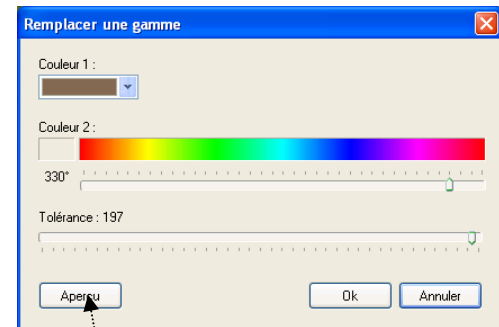 Remplacer une gamme
Couleur 1 :
Couleur 2 :
330°
Tolérance : 197
Aperçu
Ok
Annuler